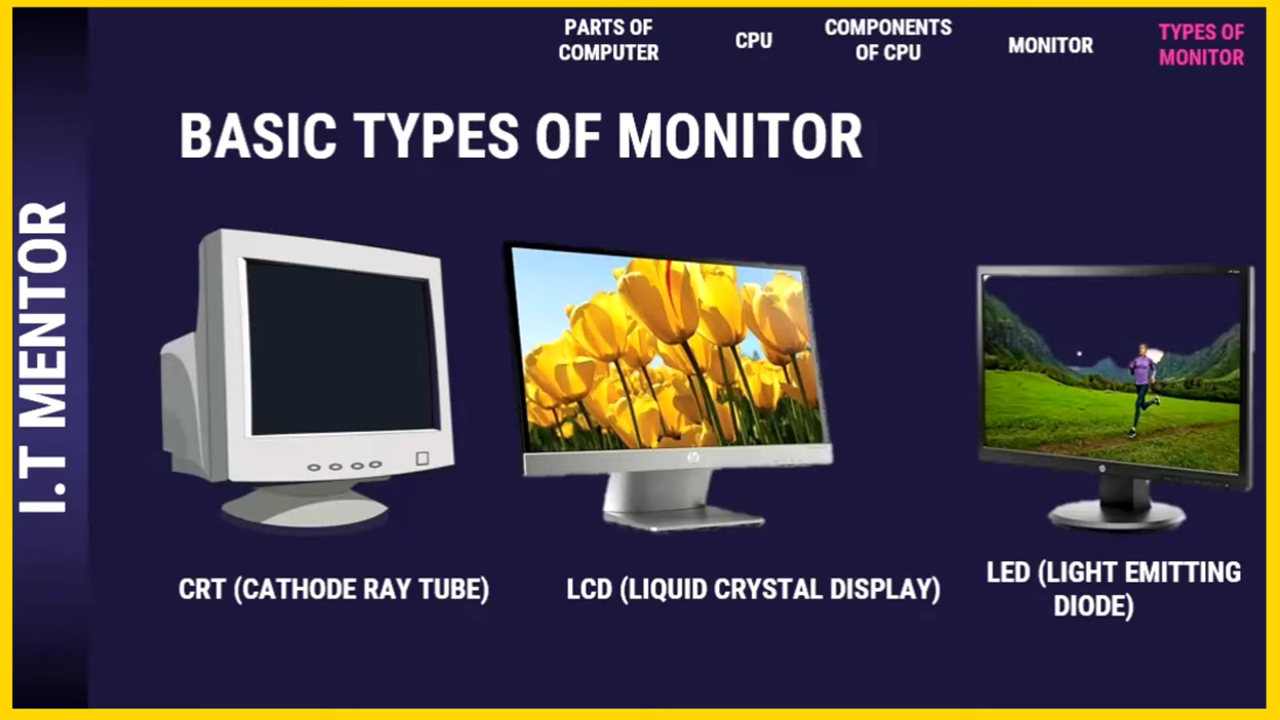 PARTS OF
COMPUTER
CPU
COMPONENTS
OF CPU
MONITOR
TYPES OF
MONITOR
BASIC TYPES OF MONITOR
I.T MENTOR
hp
CRT (CATHODE RAY TUBE)
LCD (LIQUID CRYSTAL DISPLAY)
LED (LIGHT EMITTING
DIODE)